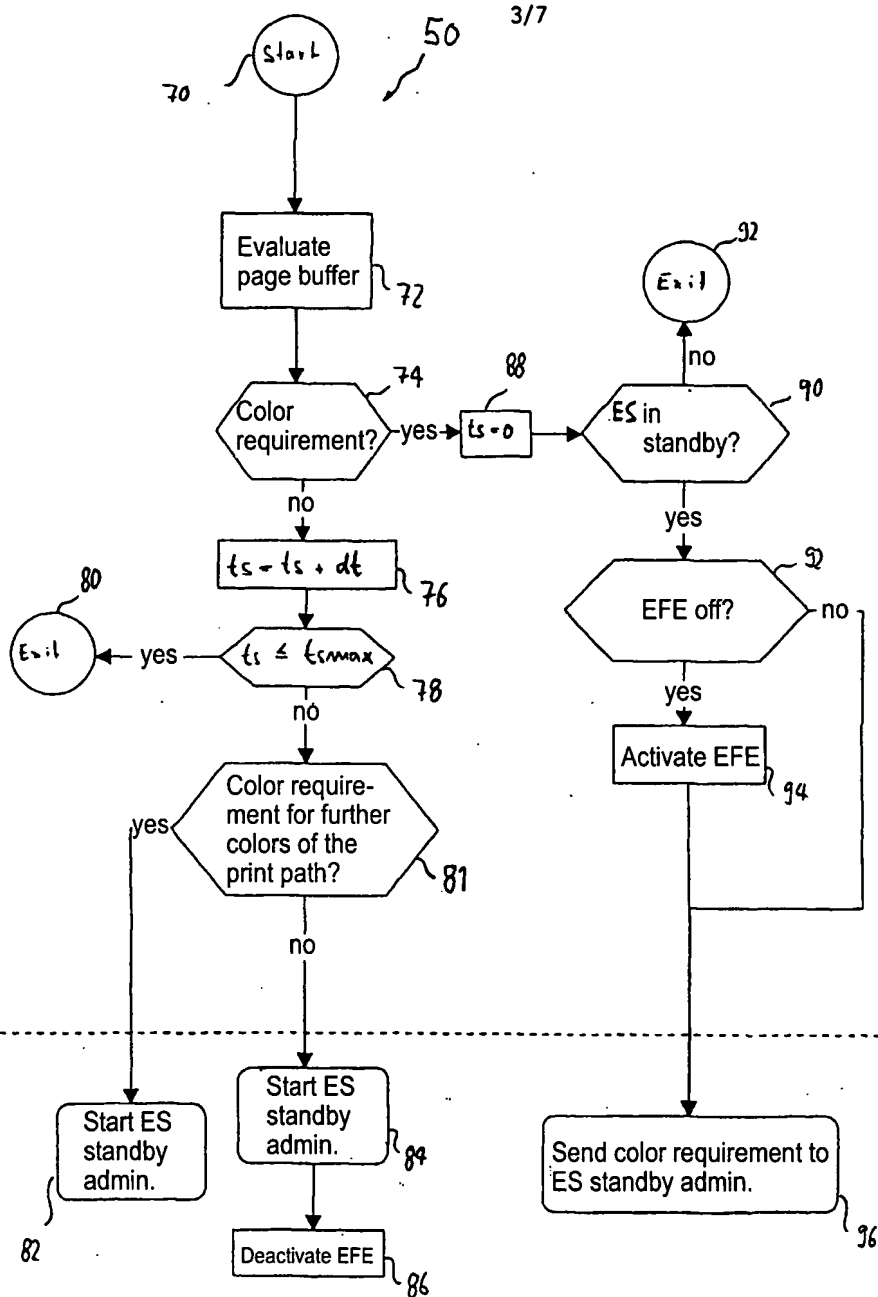 3/7
50
Start
70
Evaluate
page buffer
72
92
Exit
no
74
88
90
Color
requirement?
yes
ts=0
ES in
standby?
no
yes
ts = ts + dt
76
92
EFE off?
no
80
Exit
yes
ts ≤ tsmax
78
no
yes
Activate EFE
94
Color require-
ment for further
colors of the
print path?
yes
81
no
Start ES
standby
admin.
82
Start ES
standby
admin.
84
Deactivate EFE
86
Send color requirement to
ES standby admin.
96